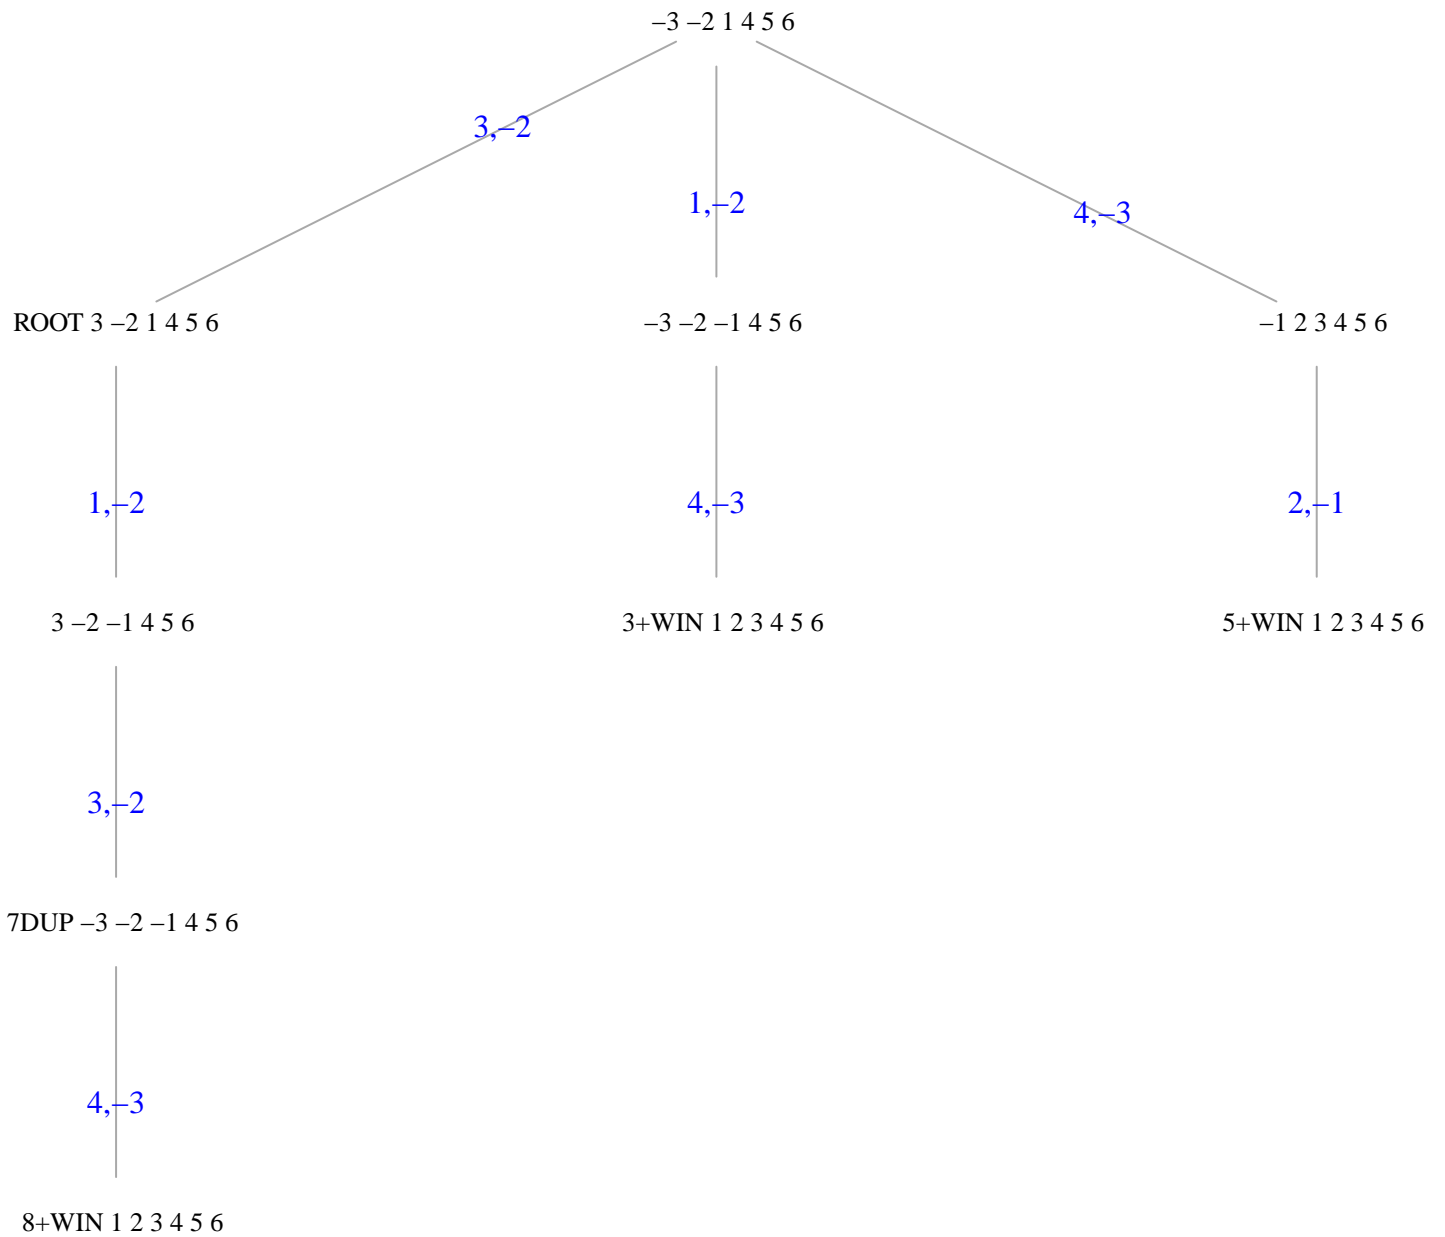 –3 –2 1 4 5 6
3,–2
1,–2
4,–3
ROOT 3 –2 1 4 5 6
–3 –2 –1 4 5 6
–1 2 3 4 5 6
1,–2
4,–3
2,–1
3 –2 –1 4 5 6
3+WIN 1 2 3 4 5 6
5+WIN 1 2 3 4 5 6
3,–2
7DUP –3 –2 –1 4 5 6
4,–3
8+WIN 1 2 3 4 5 6